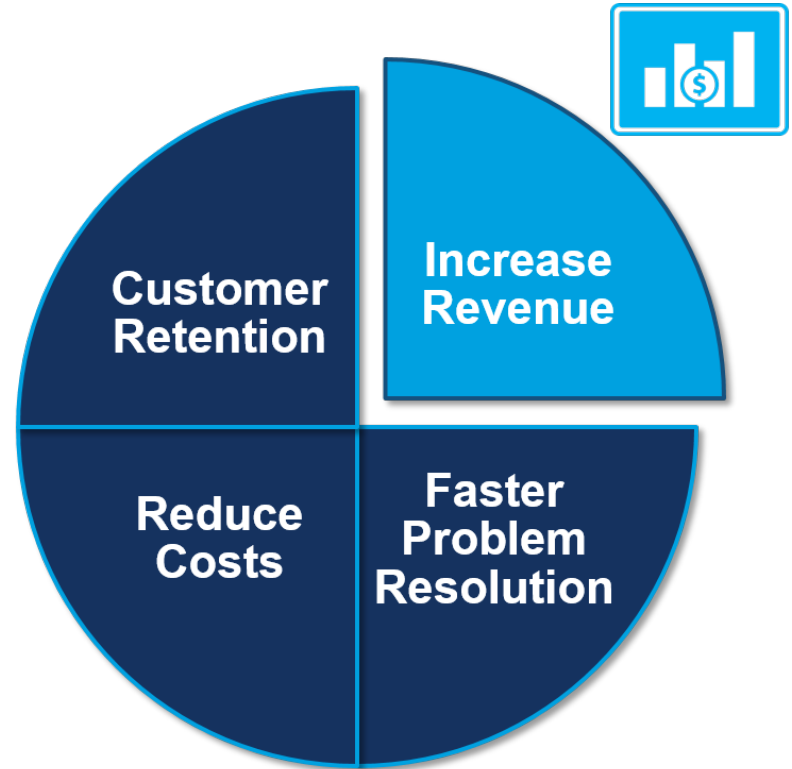 $
Customer
Retention
Increase
Revenue
Reduce
Costs
Faster
Problem
Resolution